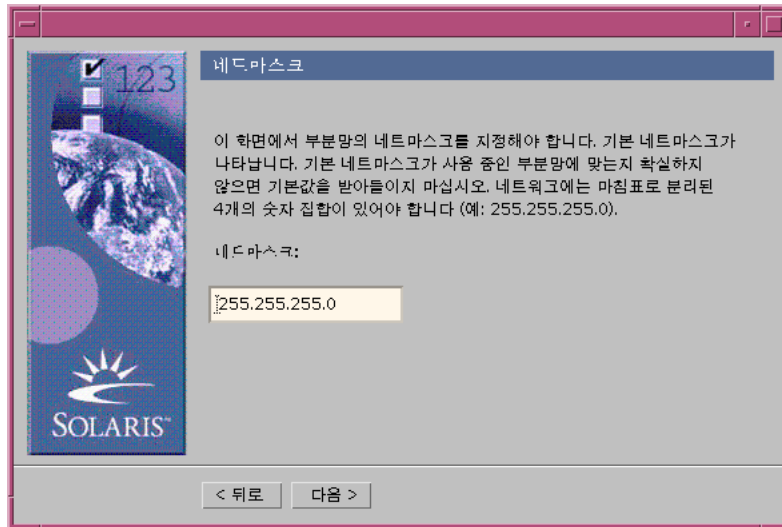 123
네트마스크
이 화면에서 부분망의 네트마스크를 지정해야 합니다. 기본 네트마스크가
나타납니다. 기본 네트마스크가 사용 중인 부분망에 맞는지 확실하지
않으면 기본값을 받아들이지 마십시오. 네트워크에는 마침표로 분리된
4개의 숫자 집합이 있어야 합니다 (예: 255.255.255.0).
네트마스크:
255.255.255.0
SOLARIS™
< 뒤로
다음 >